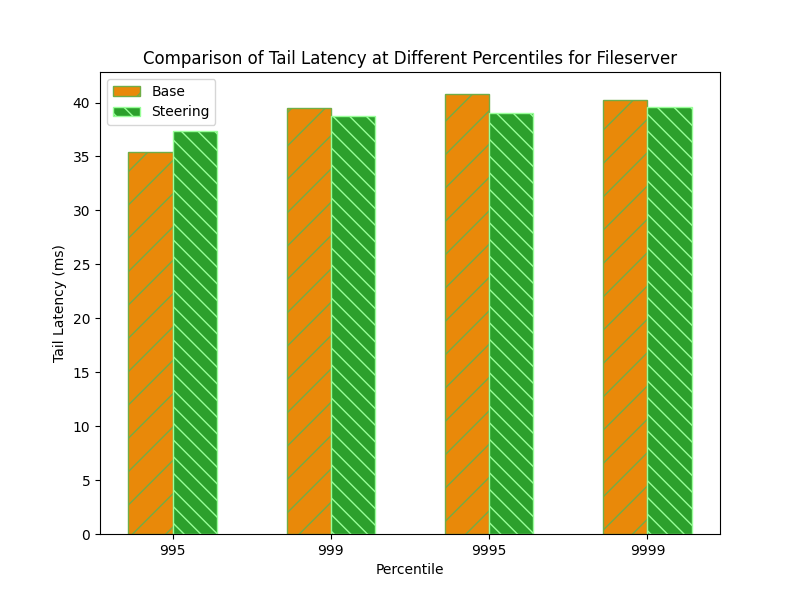 Comparison of Tail Latency at Different Percentiles for Fileserver
Base
Steering
40
35
30
25
20
15
10
5
0
Tail Latency (ms)
995
999
9995
9999
Percentile